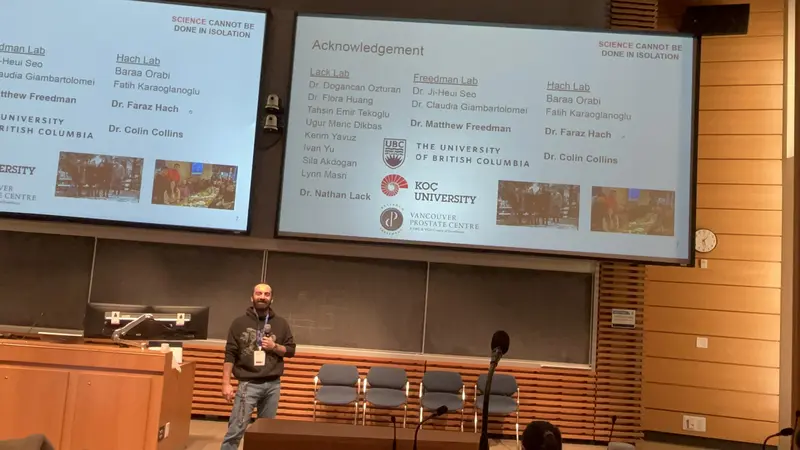 SCIENCE CANNOT BE
DONE IN ISOLATION
dman Lab
-Heui Seo
audia Giambartolomei
tthew Freedman
Hach Lab
Baraa Orabi
Fatih Karaoglanoglu
Dr. Faraz Hach
Dr. Colin Collins
UNIVERSITY
BRITISH COLUMBIA
UNIVERSITY
VANCOUVER
PROSTATE CENTRE
Acknowledgement
SCIENCE CANNOT BE
DONE IN ISOLATION
Lack Lab
Dr. Dogancan Ozturan
Dr. Flora Huang
Tahsin Emir Tekoglu
Ugur Meric Dikbas
Kerim Yavuz
Ivan Yu
Sila Akdogan
Lynn Masri
Dr. Nathan Lack
Freedman Lab
Dr. Ji-Heui Seo
Dr. Claudia Giambartolomei
Dr. Matthew Freedman
Hach Lab
Baraa Orabi
Fatih Karaoglanoglu
Dr. Faraz Hach
Dr. Colin Collins
UBC
THE UNIVERSITY
OF BRITISH COLUMBIA
KOÇ
UNIVERSITY
VANCOUVER
PROSTATE CENTRE